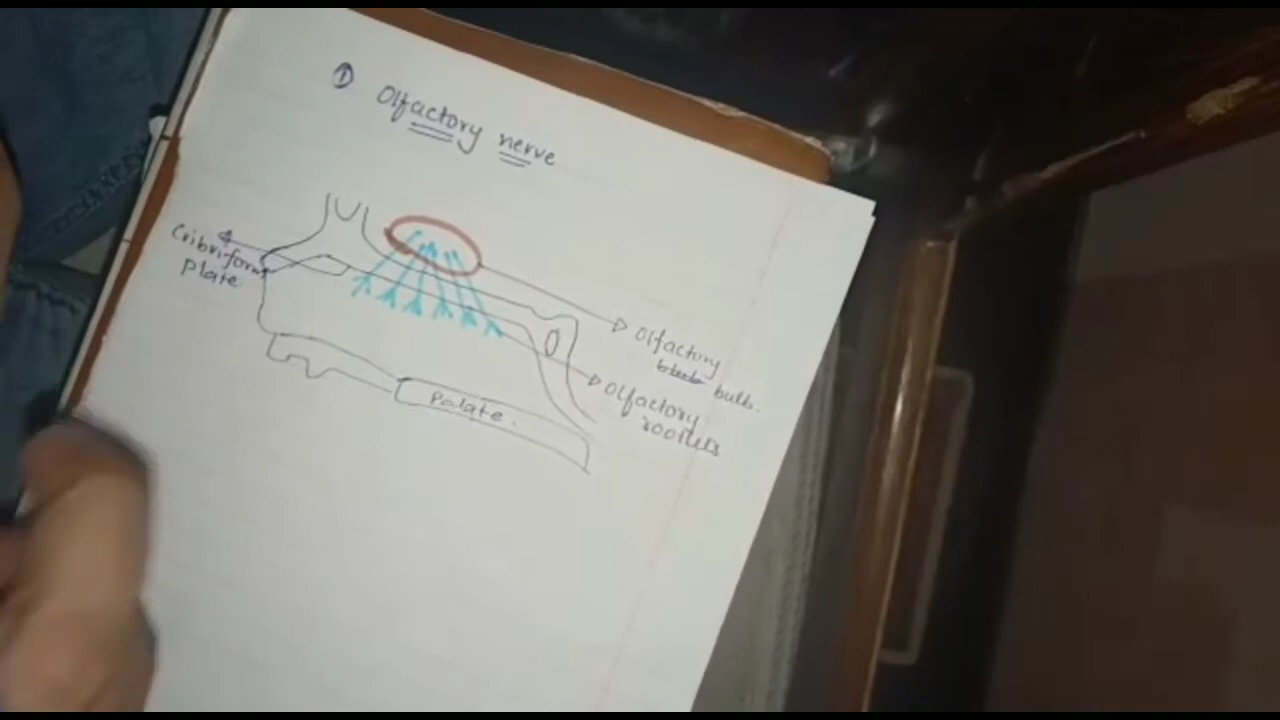 ① Olfactory nerve
Cribriform
plate
Olfactory
bulb.
Olfactory
rootlets
Palate.